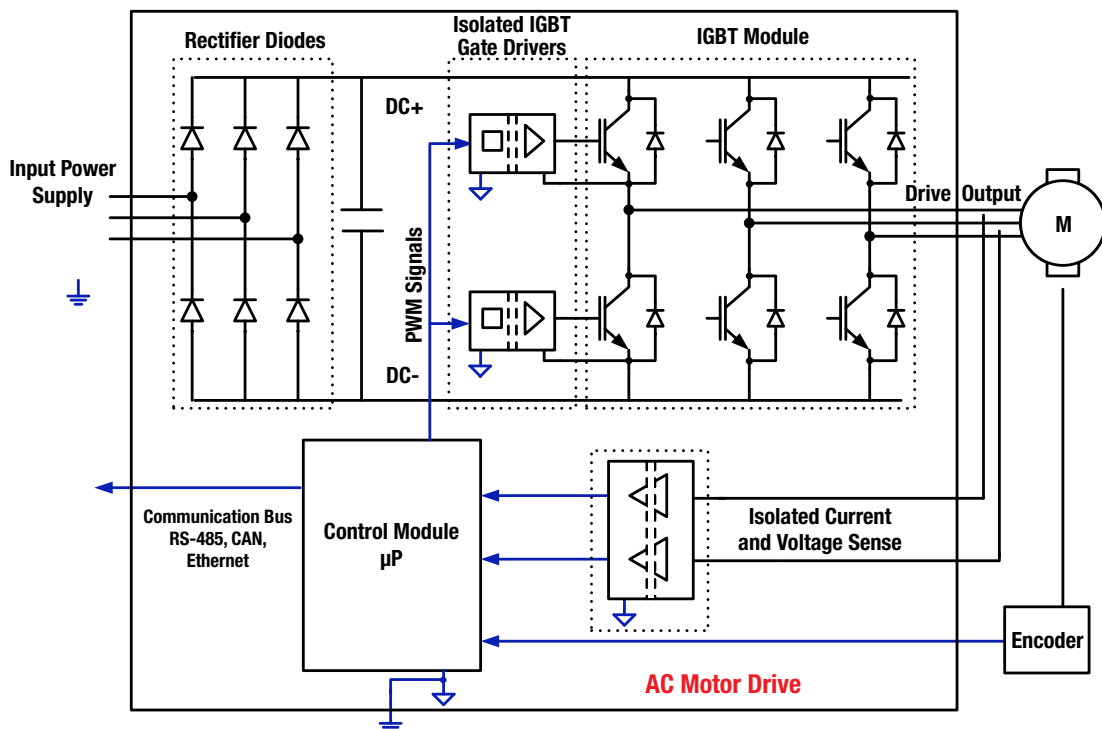 Rectifier Diodes
Isolated IGBT
Gate Drivers
IGBT Module
DC+
Input Power
Supply
Drive Output
M
PWM Signals
DC-
Communication Bus
RS-485, CAN,
Ethernet
Control Module
µP
Isolated Current
and Voltage Sense
Encoder
AC Motor Drive